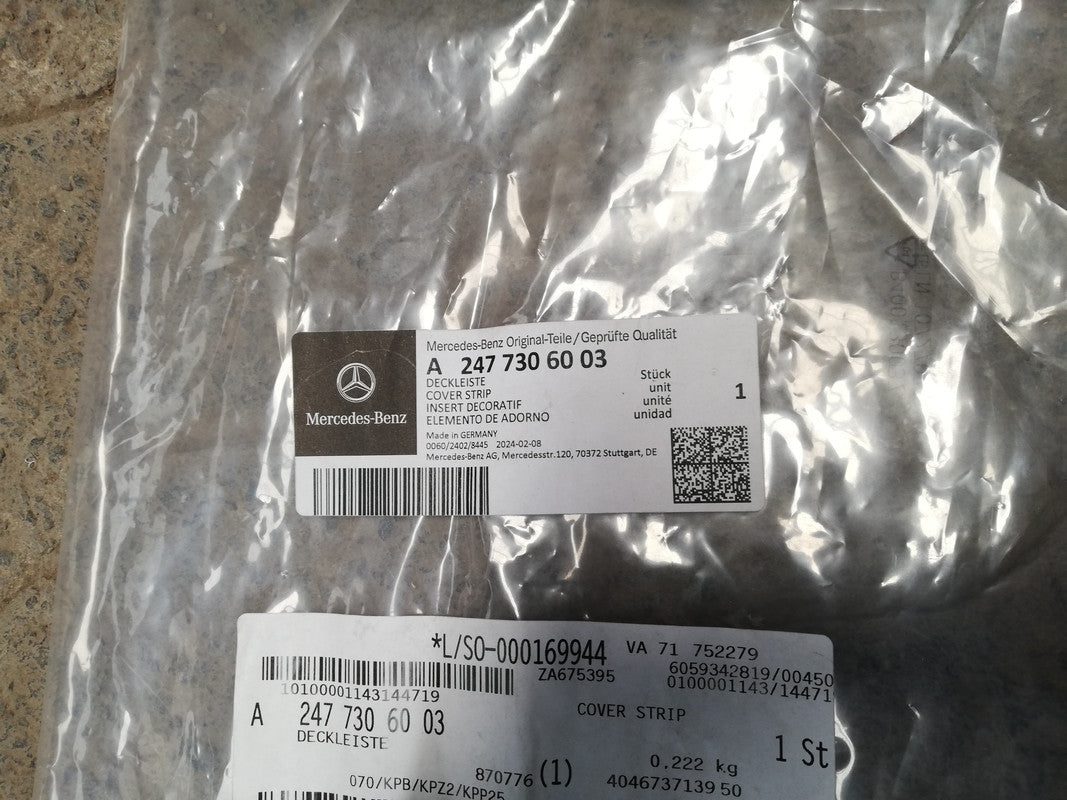 Mercedes-Benz Original-Teile/Geprüfte Qualität
A 247 730 60 03
DECKLEISTE
COVER STRIP
INSERT DECORATIF
ELEMENTO DE ADORNO
Stück
unit
unité
unidad
1
Mercedes-Benz
Made in GERMANY
0060/2402/8445 2024-02-08
Mercedes-Benz AG, Mercedesstr.120, 70372 Stuttgart, DE
*L/SO-000169944 VA 71 752279
ZA675395 6059342819/00450
10100001143144719 0100001143/14471
A 247 730 60 03 COVER STRIP
DECKLEISTE 1 St
870776 (1) 0,222 kg
070/KPB/KPZ2/KPP25 4046737139 50